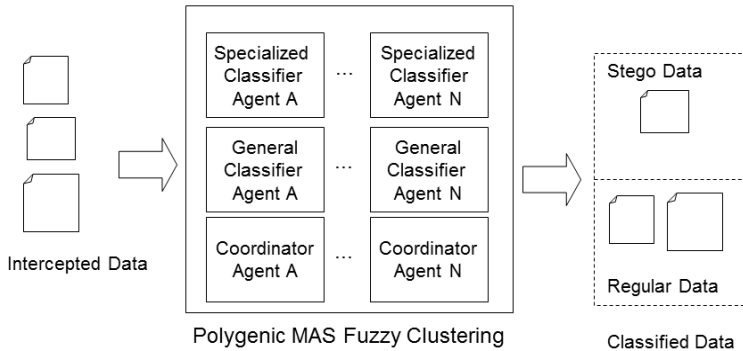 Specialized
Classifier
Agent A
...
Specialized
Classifier
Agent N
General
Classifier
Agent A
...
General
Classifier
Agent N
Coordinator
Agent A
...
Coordinator
Agent N
Intercepted Data
Polygenic MAS Fuzzy Clustering
Stego Data
Regular Data
Classified Data